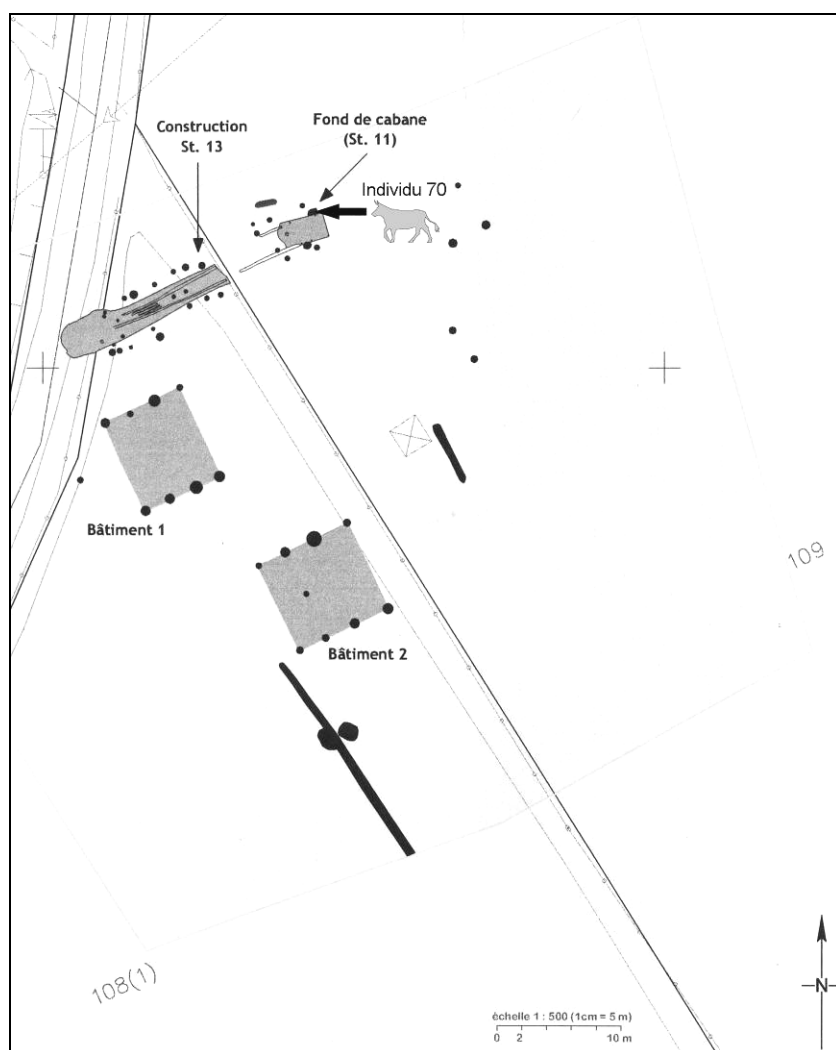 Fond de cabane
(St. 11)
Construction
St. 13
Individu 70
Bâtiment 1
109
Bâtiment 2
108(1)
N
échelle 1 : 500 (1cm = 5 m)
0 2 10 m